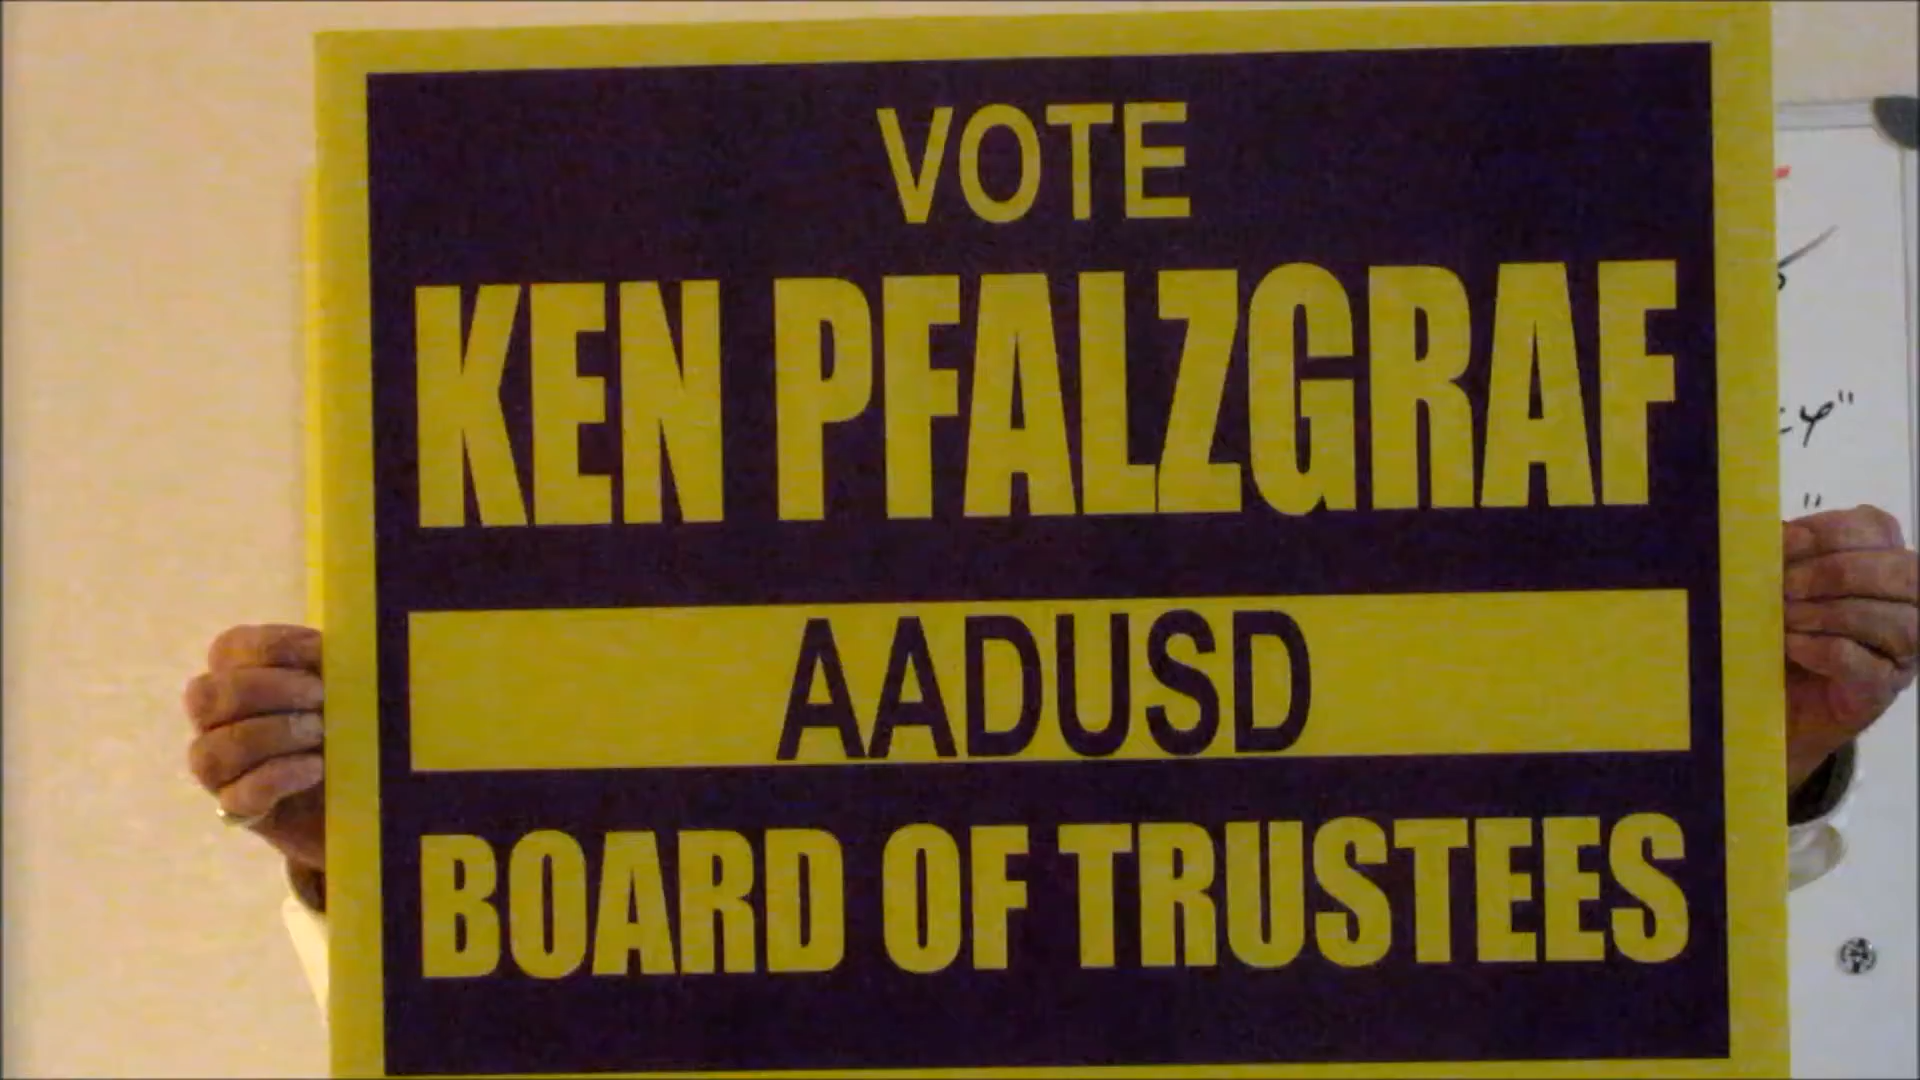 VOTE
KEN PFALZGRAF
AADUSD
BOARD OF TRUSTEES